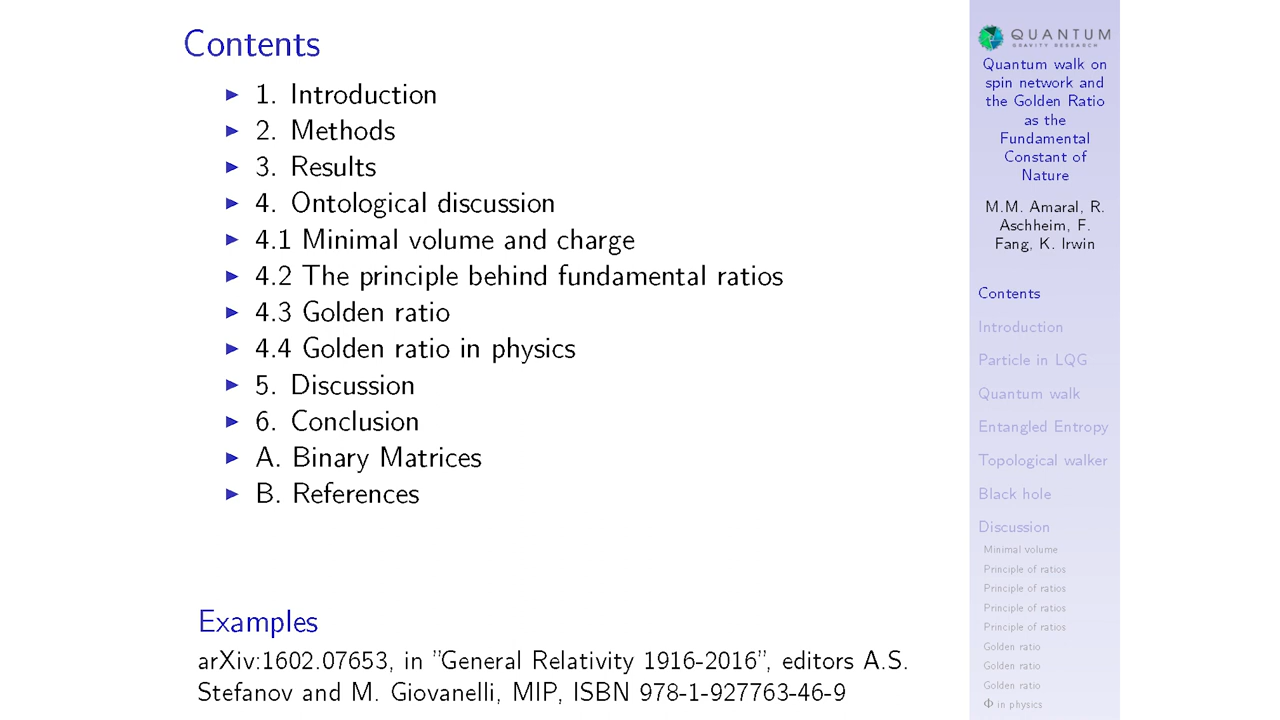 Contents
1. Introduction
2. Methods
3. Results
4. Ontological discussion
4.1 Minimal volume and charge
4.2 The principle behind fundamental ratios
4.3 Golden ratio
4.4 Golden ratio in physics
5. Discussion
6. Conclusion
A. Binary Matrices
B. References
Examples
arXiv:1602.07653, in ”General Relativity 1916-2016”, editors A.S.
Stefanov and M. Giovanelli, MIP, ISBN 978-1-927763-46-9
QUANTUM
GRAVITY RESEARCH
Quantum walk on
spin network and
the Golden Ratio
as the
Fundamental
Constant of
Nature
M.M. Amaral, R.
Aschheim, F.
Fang, K. Irwin
Contents
Introduction
Particle in LQG
Quantum walk
Entangled Entropy
Topological walker
Black hole
Discussion
Minimal volume
Principle of ratios
Principle of ratios
Principle of ratios
Principle of ratios
Golden ratio
Golden ratio
Golden ratio
Φ in physics